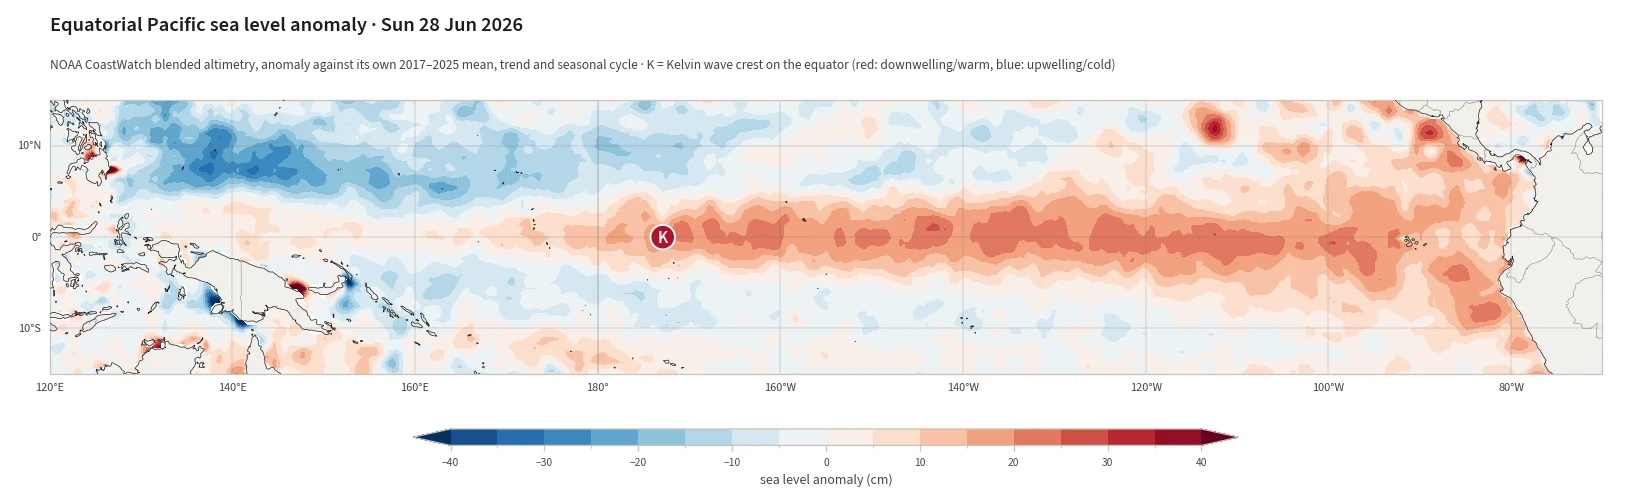 Equatorial Pacific sea level anomaly · Sun 28 Jun 2026
NOAA CoastWatch blended altimetry, anomaly against its own 2017–2025 mean, trend and seasonal cycle · K = Kelvin wave crest on the equator (red: downwelling/warm, blue: upwelling/cold)
10°N
0°
K
10°S
120°E 140°E 160°E 180° 160°W 140°W 120°W 100°W 80°W
−40 −30 −20 −10 0 10 20 30 40
sea level anomaly (cm)